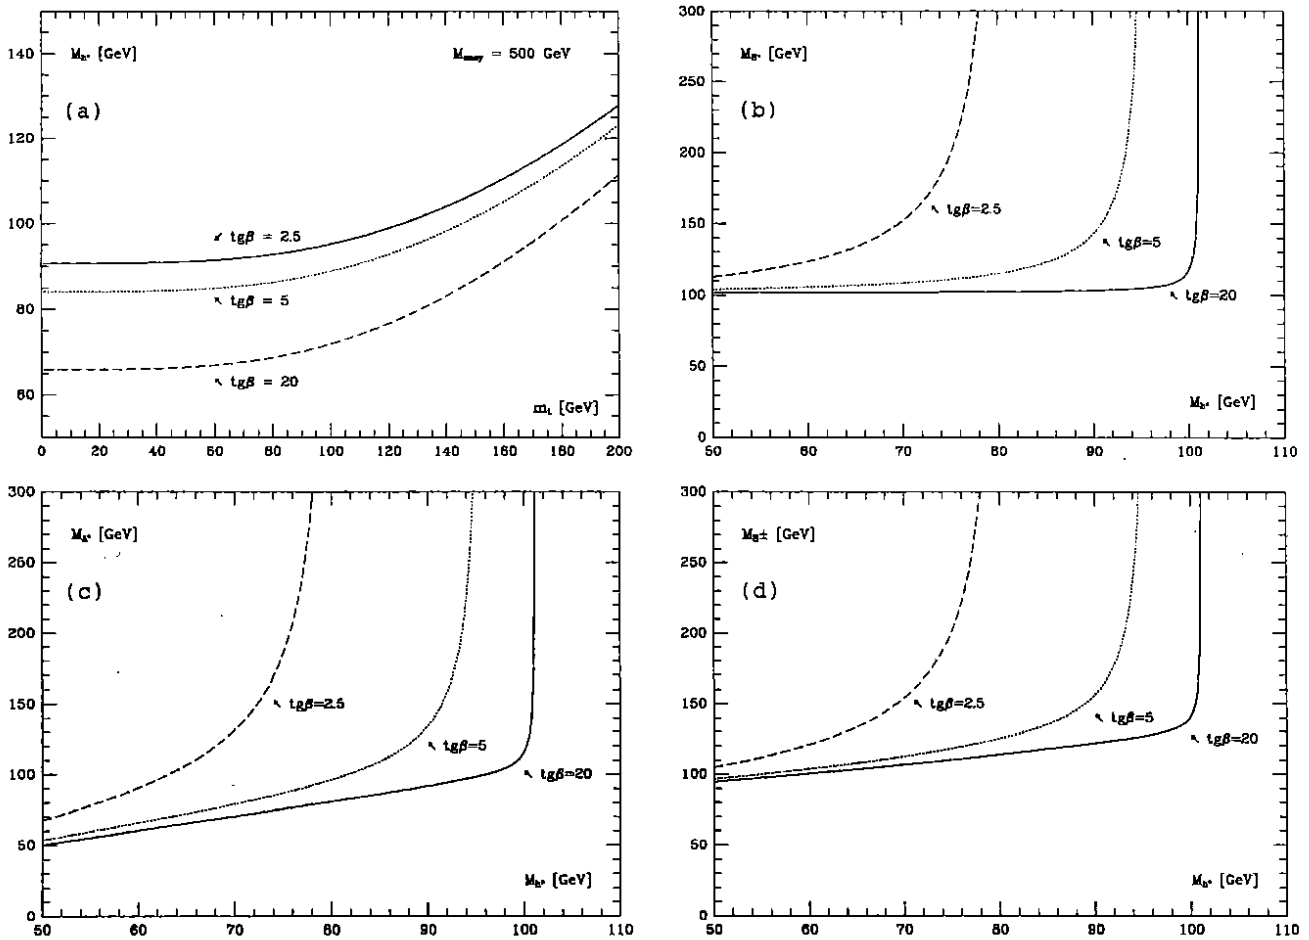 M_h° [GeV]
M_susy = 500 GeV
(a)
tgβ = 2.5
tgβ = 5
tgβ = 20
m_t [GeV]
60 80 100 120 140
0 20 40 60 80 100 120 140 160 180 200
M_H° [GeV]
(b)
tgβ=2.5
tgβ=5
tgβ=20
M_h° [GeV]
0 50 100 150 200 250 300
50 60 70 80 90 100 110
M_A° [GeV]
(c)
tgβ=2.5
tgβ=5
tgβ=20
M_h° [GeV]
0 50 100 150 200 250 300
50 60 70 80 90 100 110
M_H± [GeV]
(d)
tgβ=2.5
tgβ=5
tgβ=20
M_h° [GeV]
0 50 100 150 200 250 300
50 60 70 80 90 100 110